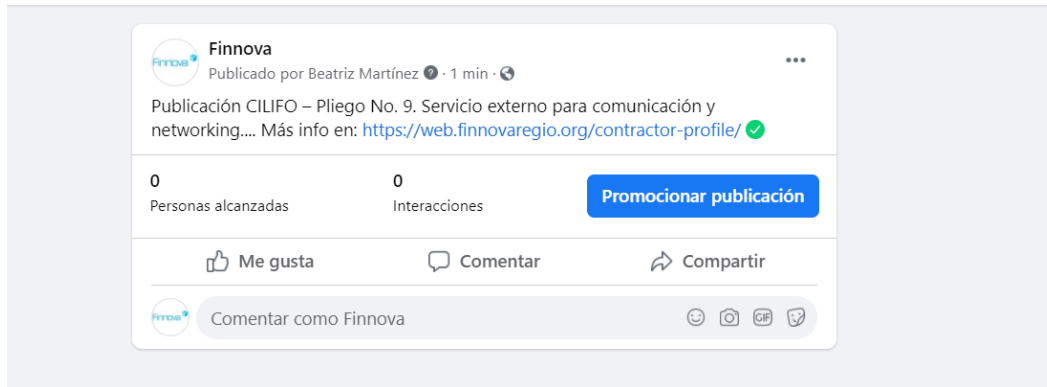 Finnova
Finnova
Publicado por Beatriz Martínez · 1 min ·
Publicación CILIFO – Pliego No. 9. Servicio externo para comunicación y
networking.... Más info en: https://web.finnovaregio.org/contractor-profile/
0
Personas alcanzadas
0
Interacciones
Promocionar publicación
Me gusta
Comentar
Compartir
Finnova
Comentar como Finnova
GIF